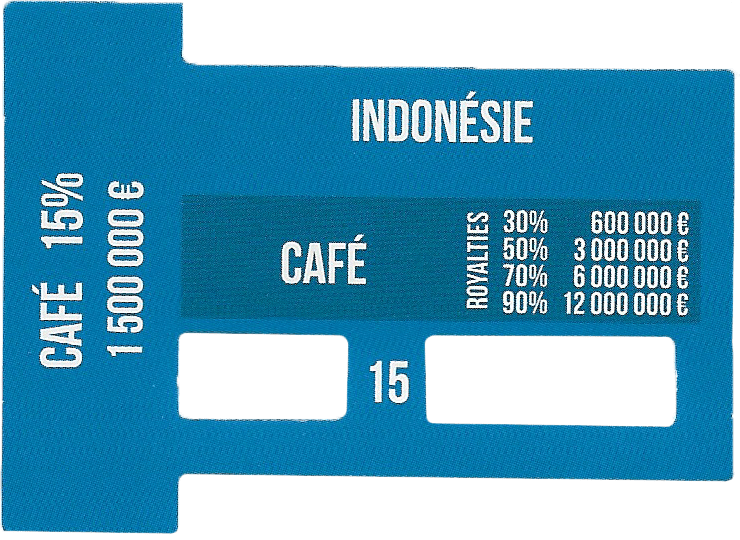 CAFÉ 15%
1 500 000 €
INDONÉSIE
CAFÉ
ROYALTIES
30% 600 000 €
50% 3 000 000 €
70% 6 000 000 €
90% 12 000 000 €
15